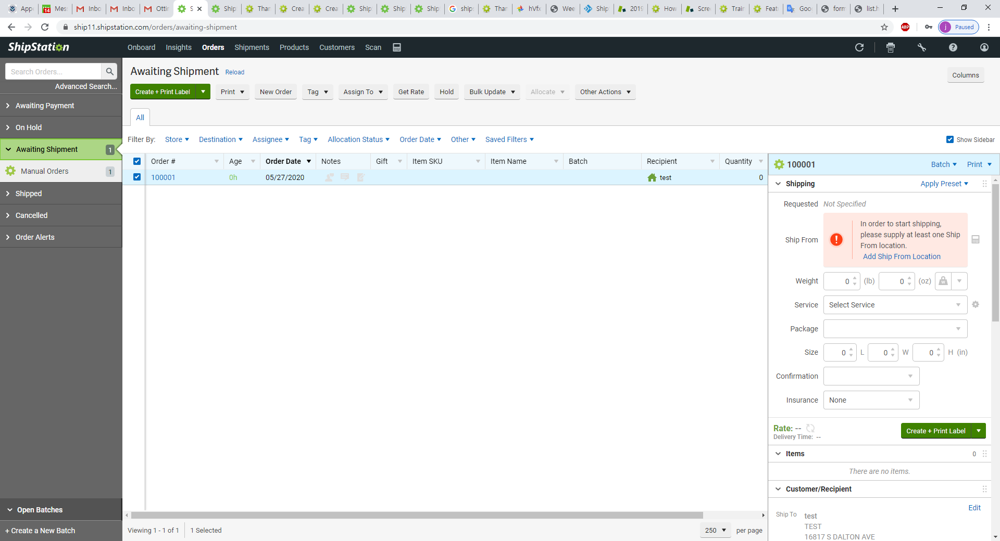 Appe
14
Mess
Inbo
Inbo
Ottir
S
Ship
Than
Crea
Crea
Ship
Ship
Ship
ships
Than
hVfx
Wee
Ship
2019
How
Scre
Train
Feat
Goo
form
list.h
ship11.shipstation.com/orders/awaiting-shipment
ABP
j Paused
ShipStation
Onboard Insights Orders Shipments Products Customers Scan
Search Orders...
Advanced Search...
Awaiting Payment
On Hold
Awaiting Shipment 1
Manual Orders 1
Shipped
Cancelled
Order Alerts
Open Batches
+ Create a New Batch
Awaiting Shipment Reload
Columns
Create + Print Label Print New Order Tag Assign To Get Rate Hold Bulk Update Allocate Other Actions
All
Filter By: Store Destination Assignee Tag Allocation Status Order Date Other Saved Filters
Show Sidebar
Order # Age Order Date Notes Gift Item SKU Item Name Batch Recipient Quantity
100001 0h 05/27/2020 test 0
Viewing 1 - 1 of 1 1 Selected
250 per page
100001 Batch Print
Shipping Apply Preset
Requested Not Specified
Ship From
In order to start shipping,
please supply at least one Ship
From location.
Add Ship From Location
Weight 0 (lb) 0 (oz) W
Service Select Service
Package
Size 0 L 0 W 0 H (in)
Confirmation
Insurance None
Rate: --
Delivery Time: --
Create + Print Label
Items 0
There are no items.
Customer/Recipient
Edit
Ship To test
TEST
16817 S DALTON AVE